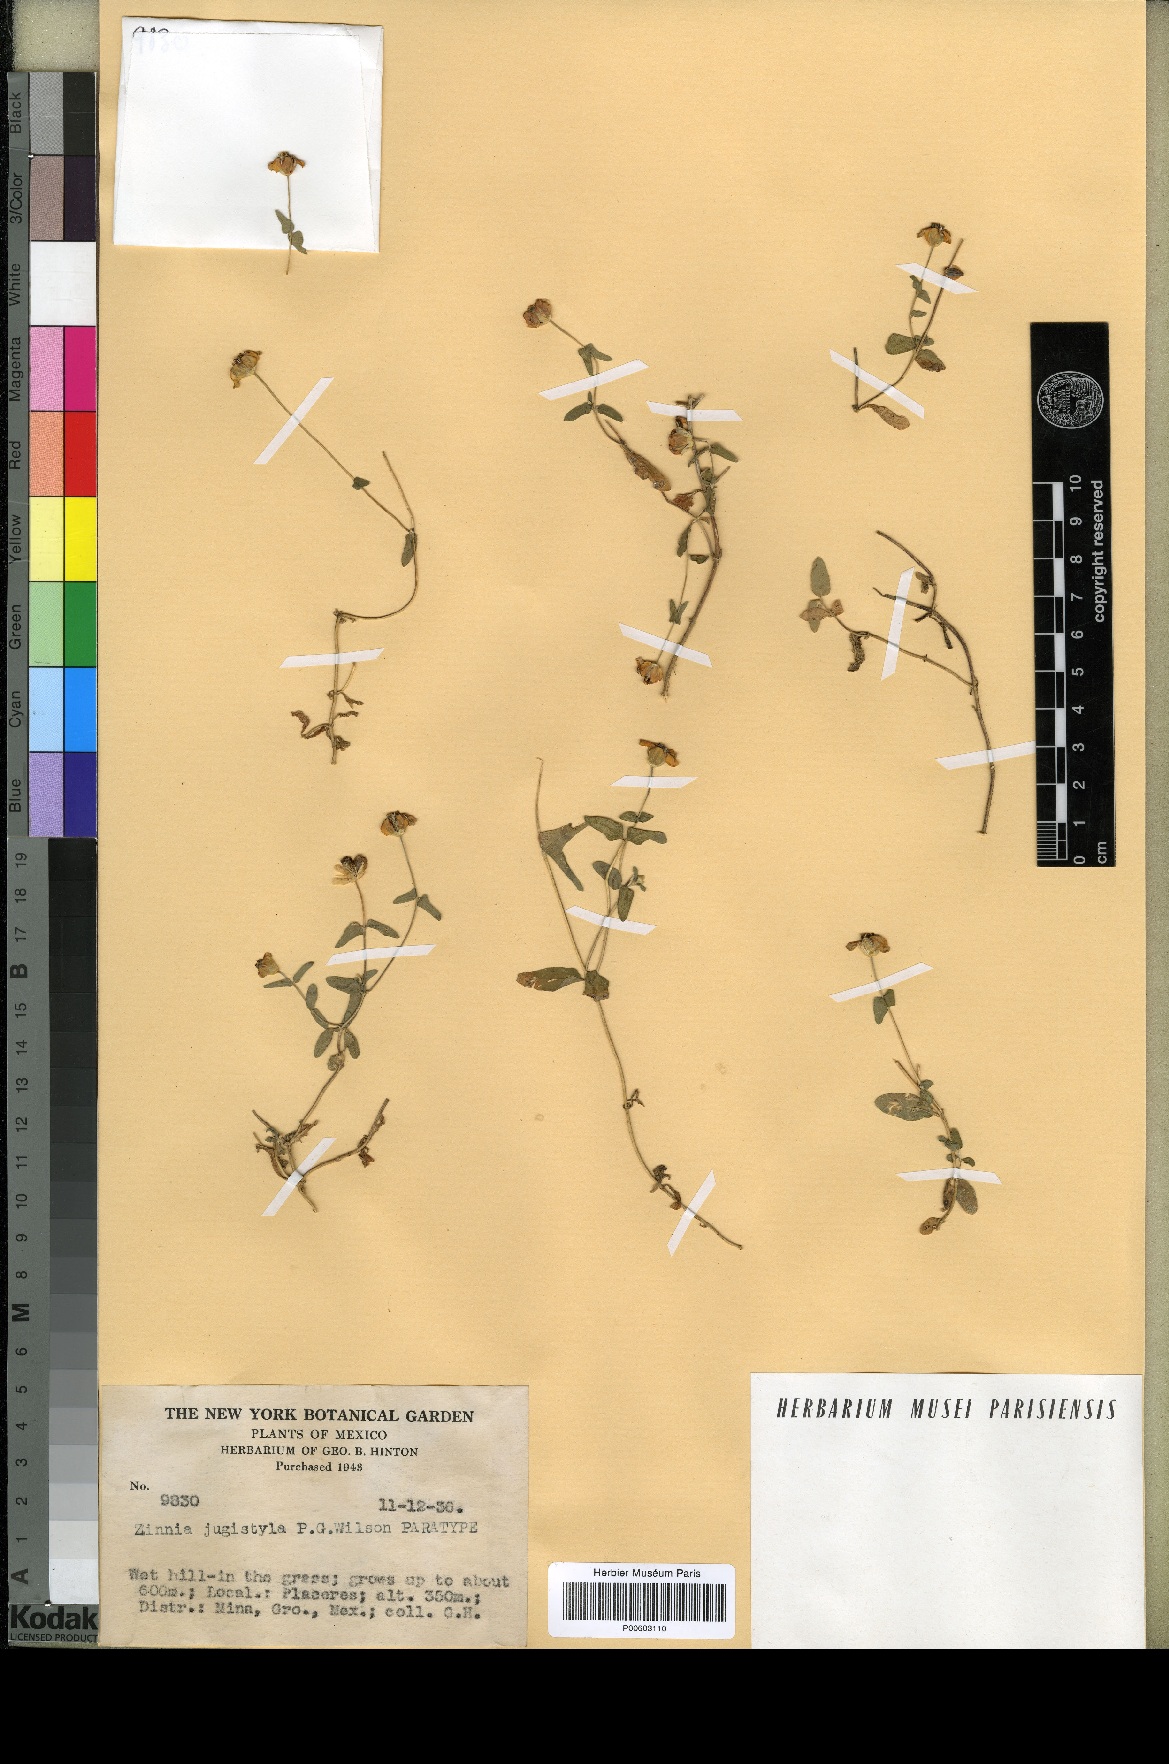 Black
3/Color
White
Magenta
Red
Yellow
Green
Cyan
Blue
19
18
17
B
15
14
13
12
11
10
9
8
M
6
5
4
3
2
1
A
Kodak
LICENSED PRODUCT
10
9
8
7
6
5
4
3
2
1
0
cm
copyright reserved
THE NEW YORK BOTANICAL GARDEN
PLANTS OF MEXICO
HERBARIUM OF GEO. B. HINTON
Purchased 1943
No.
9830 11-12-36.
Zinnia jugistyla P.G.Wilson PARATYPE
Wet hill-in the grass; grows up to about
600m.; Local.: Placeres; alt. 350m.;
Distr.: Mina, Gro., Mex.; coll. G.H.
Herbier Muséum Paris
P00603110
HERBARIUM MUSEI PARISIENSIS